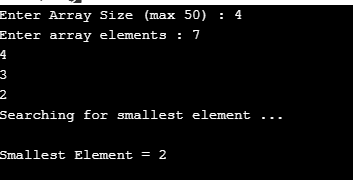 Enter Array Size (max 50) : 4
Enter array elements : 7
4
3
2
Searching for smallest element ...
Smallest Element = 2